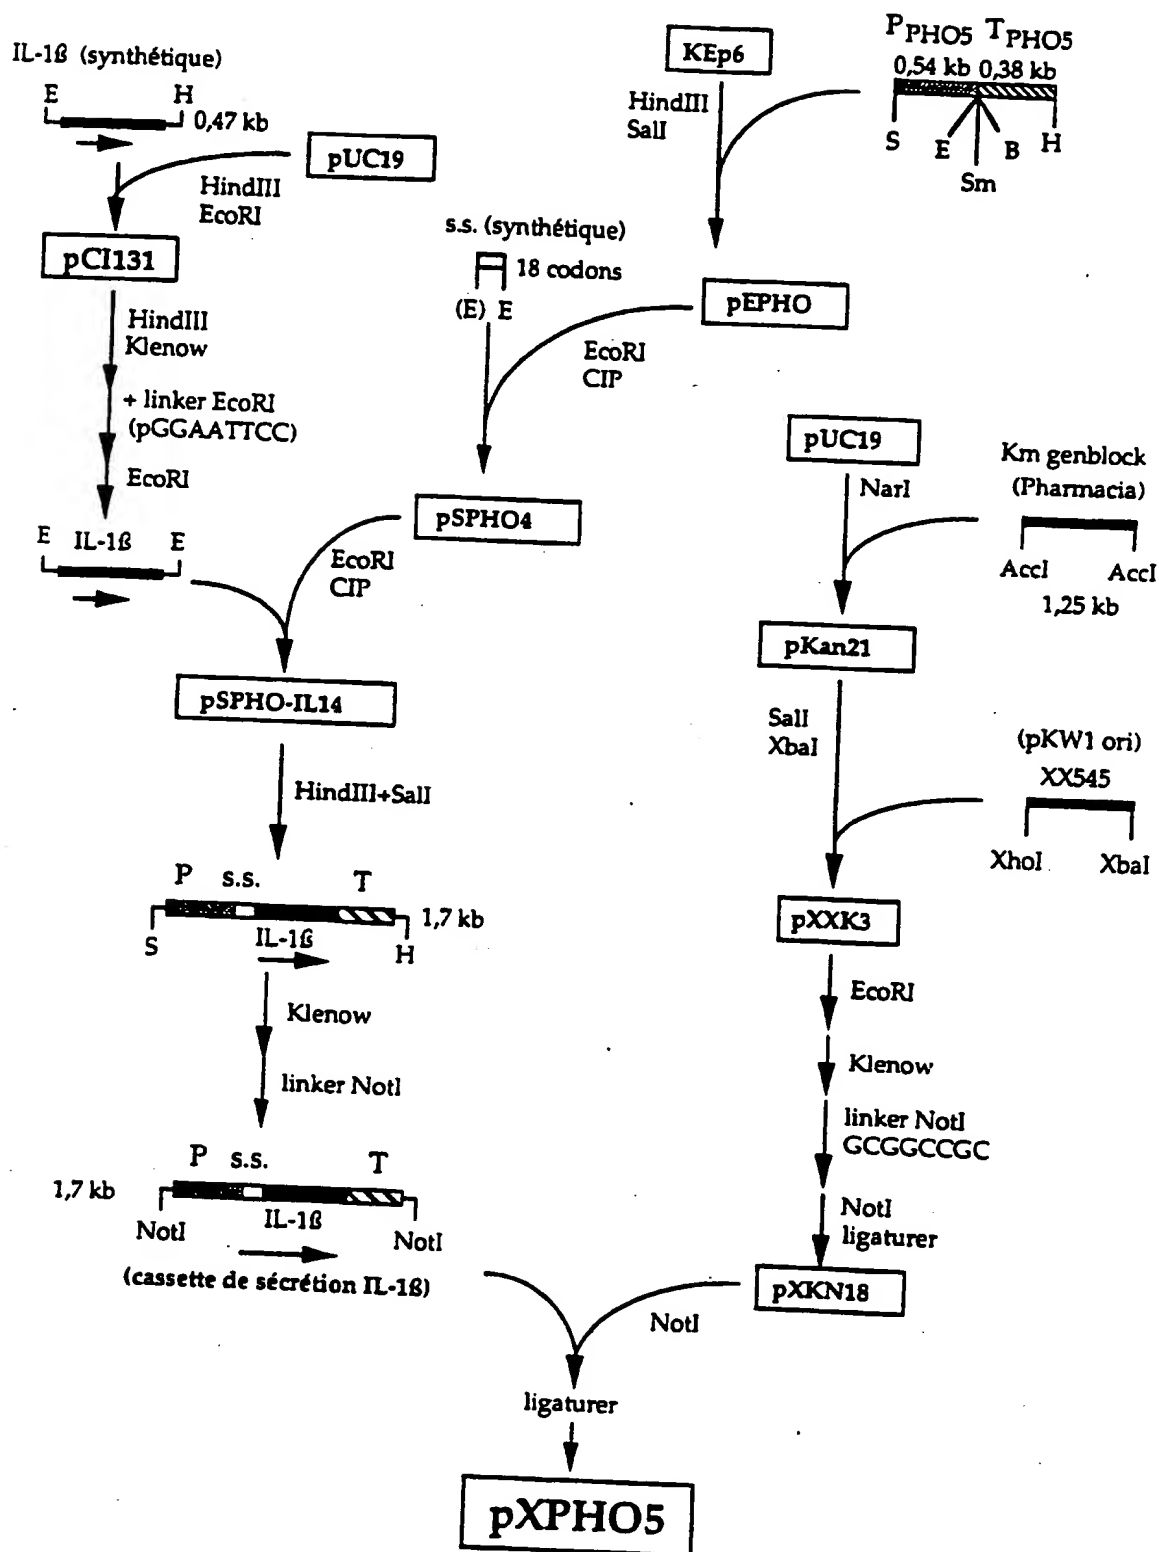 IL-1ß (synthétique)
E H 0,47 kb
pUC19
HindIII
EcoRI
pCI131
HindIII
Klenow
+ linker EcoRI
(pGGAATTCC)
EcoRI
E IL-1ß E
KEp6
HindIII
SalI
PPHO5 TPHO5
0,54 kb 0,38 kb
S E Sm B H
s.s. (synthétique)
18 codons
(E) E
pEPHO
EcoRI
CIP
pSPHO4
EcoRI
CIP
pSPHO-IL14
HindIII+SalI
P s.s. T
1,7 kb
S IL-1ß H
Klenow
linker NotI
P s.s. T
1,7 kb
NotI IL-1ß NotI
(cassette de sécrétion IL-1ß)
pUC19
NarI
Km genblock
(Pharmacia)
AccI AccI
1,25 kb
pKan21
SalI
XbaI
(pKW1 ori)
XX545
XhoI XbaI
pXXK3
EcoRI
Klenow
linker NotI
GCGGCCGC
NotI
ligaturer
pXKN18
NotI
ligaturer
pXPHO5